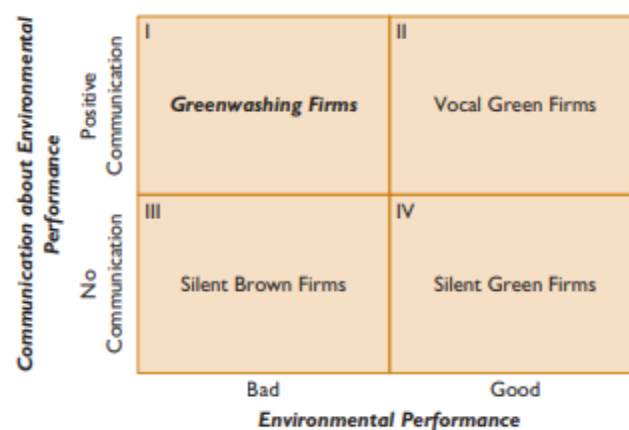 Communication about Environmental
Performance
Positive
Communication
No
Communication
I
Greenwashing Firms
II
Vocal Green Firms
III
Silent Brown Firms
IV
Silent Green Firms
Bad
Good
Environmental Performance